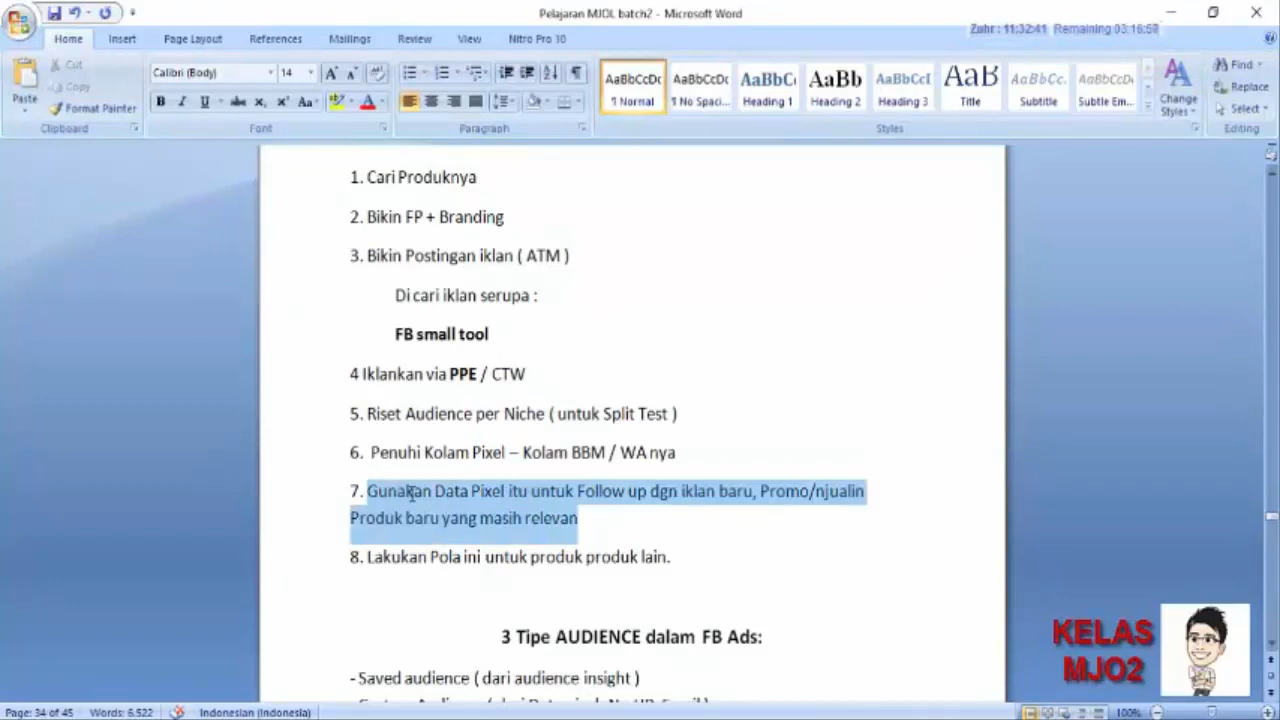 Pelajaran MJOL batch2 - Microsoft Word
Zuhr : 11:32:41 Remaining 03:16:57
Home Insert Page Layout References Mailings Review View Nitro Pro 10
Paste
Cut
Copy
Format Painter
Clipboard
Calibri (Body) 14
Font
Paragraph
AaBbCcDc AaBbCcDc AaBbC AaBb AaBbCcI AaB AaBbCc. AaBbCcDc
¶ Normal ¶ No Spaci... Heading 1 Heading 2 Heading 3 Title Subtitle Subtle Em...
Change Styles
Styles
Find
Replace
Select
Editing
1. Cari Produknya
2. Bikin FP + Branding
3. Bikin Postingan iklan ( ATM )
Di cari iklan serupa :
FB small tool
4 Iklankan via PPE / CTW
5. Riset Audience per Niche ( untuk Split Test )
6. Penuhi Kolam Pixel – Kolam BBM / WA nya
7. Gunakan Data Pixel itu untuk Follow up dgn iklan baru, Promo/njualin
Produk baru yang masih relevan
8. Lakukan Pola ini untuk produk produk lain.
3 Tipe AUDIENCE dalam FB Ads:
- Saved audience ( dari audience insight )
KELAS
MJO2
Page: 34 of 45 Words: 6.522 Indonesian (Indonesia) 100%